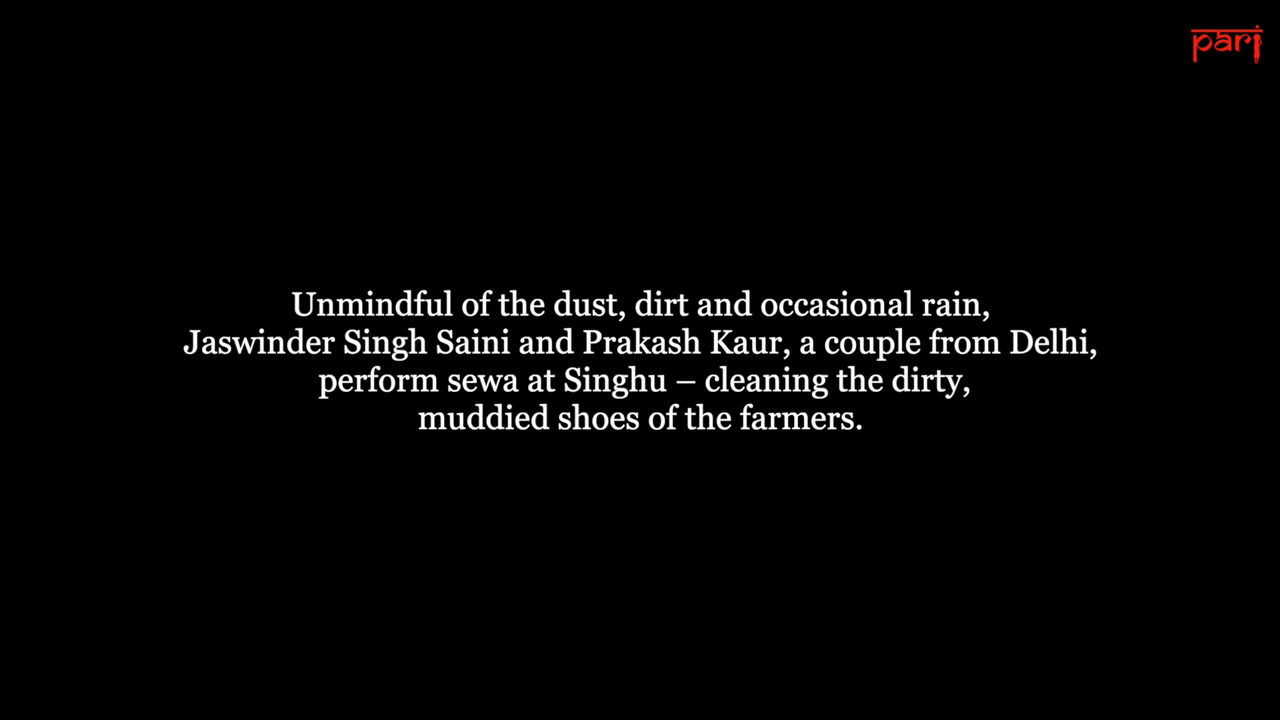 pari
Unmindful of the dust, dirt and occasional rain,
Jaswinder Singh Saini and Prakash Kaur, a couple from Delhi,
perform sewa at Singhu – cleaning the dirty,
muddied shoes of the farmers.